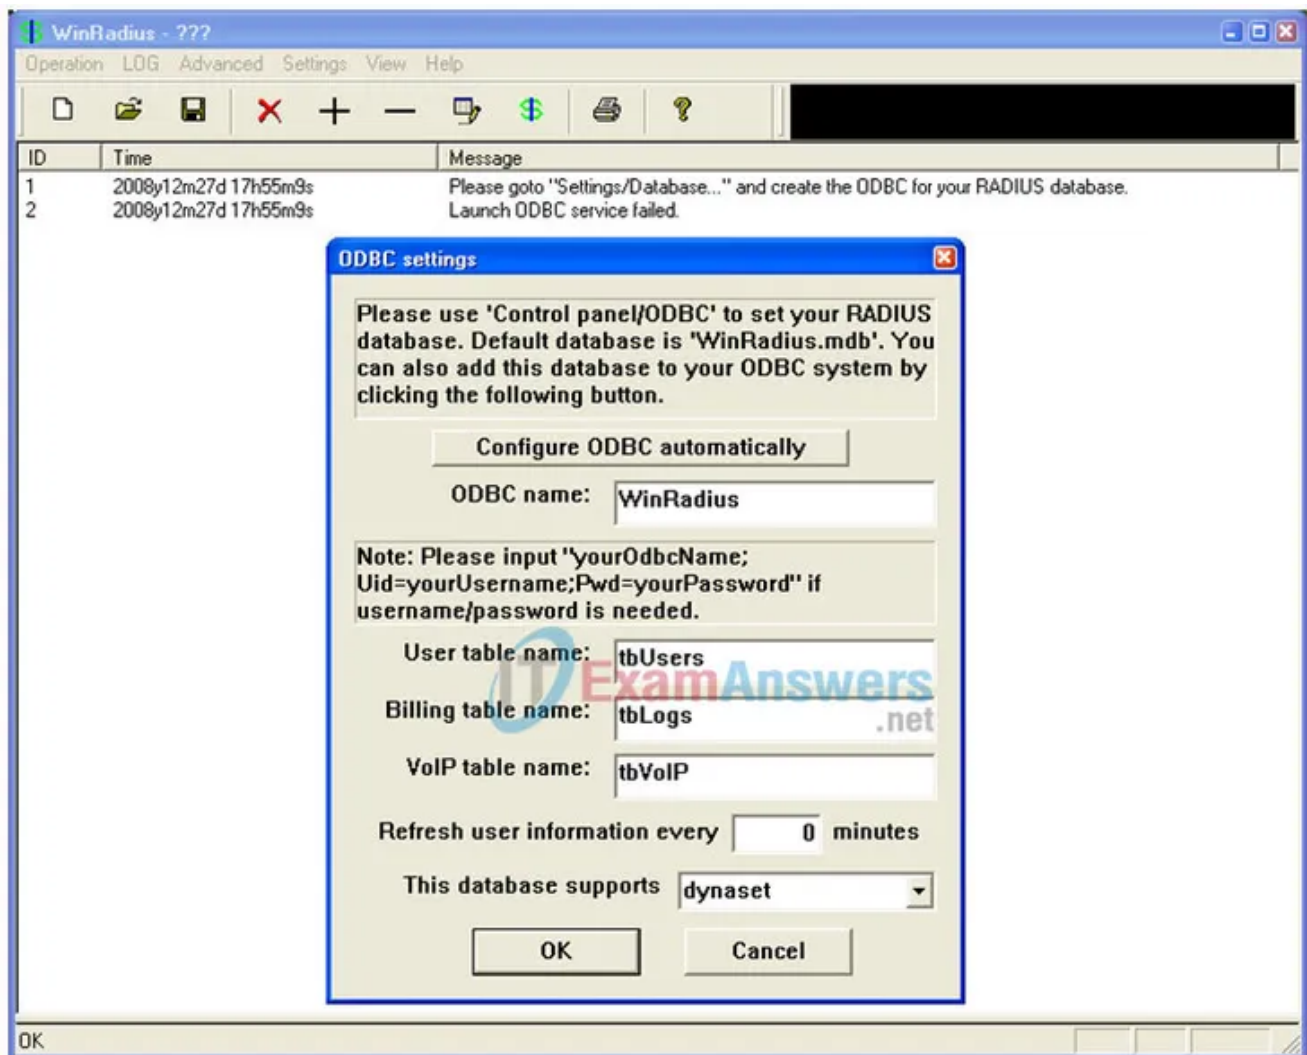 WinRadius - ???
Operation LOG Advanced Settings View Help
ID Time Message
1 2008y12m27d 17h55m9s Please goto "Settings/Database..." and create the ODBC for your RADIUS database.
2 2008y12m27d 17h55m9s Launch ODBC service failed.
ODBC settings
Please use 'Control panel/ODBC' to set your RADIUS
database. Default database is 'WinRadius.mdb'. You
can also add this database to your ODBC system by
clicking the following button.
Configure ODBC automatically
ODBC name: WinRadius
Note: Please input "yourOdbcName;
Uid=yourUsername;Pwd=yourPassword" if
username/password is needed.
User table name: tbUsers
ITExamAnswers
.net
Billing table name: tbLogs
VoIP table name: tbVoIP
Refresh user information every 0 minutes
This database supports dynaset
OK Cancel
OK